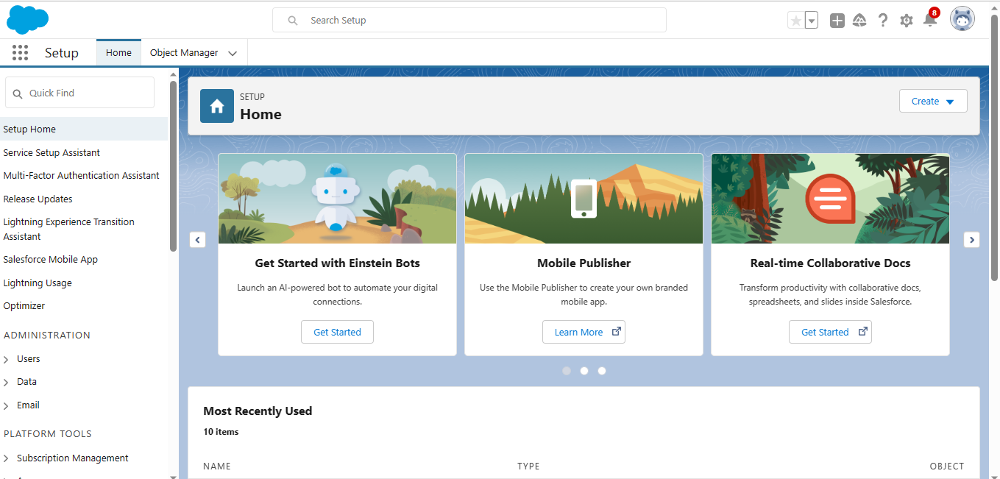 Search Setup
8
Setup
Home
Object Manager
Quick Find
Setup Home
Service Setup Assistant
Multi-Factor Authentication Assistant
Release Updates
Lightning Experience Transition
Assistant
Salesforce Mobile App
Lightning Usage
Optimizer
ADMINISTRATION
Users
Data
Email
PLATFORM TOOLS
Subscription Management
SETUP
Home
Create
Get Started with Einstein Bots
Launch an AI-powered bot to automate your digital
connections.
Get Started
Mobile Publisher
Use the Mobile Publisher to create your own branded
mobile app.
Learn More
Real-time Collaborative Docs
Transform productivity with collaborative docs,
spreadsheets, and slides inside Salesforce.
Get Started
Most Recently Used
10 items
NAME
TYPE
OBJECT